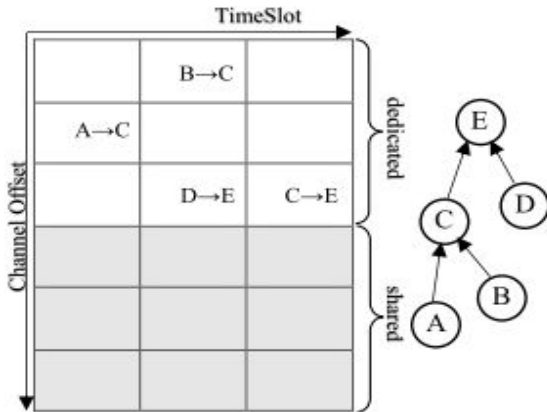 TimeSlot
Channel Offset
B→C
A→C
D→E
C→E
dedicated
shared
E
C
D
A
B